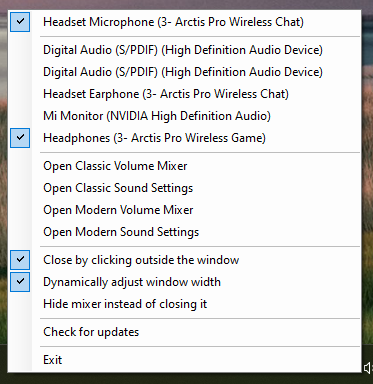 Headset Microphone (3- Arctis Pro Wireless Chat)
Digital Audio (S/PDIF) (High Definition Audio Device)
Digital Audio (S/PDIF) (High Definition Audio Device)
Headset Earphone (3- Arctis Pro Wireless Chat)
Mi Monitor (NVIDIA High Definition Audio)
Headphones (3- Arctis Pro Wireless Game)
Open Classic Volume Mixer
Open Classic Sound Settings
Open Modern Volume Mixer
Open Modern Sound Settings
Close by clicking outside the window
Dynamically adjust window width
Hide mixer instead of closing it
Check for updates
Exit